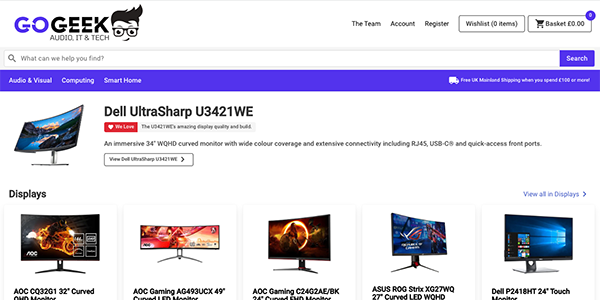 GOGEEK
AUDIO, IT & TECH
The Team Account Register Wishlist (0 items) Basket £0.00 0
What can we help you find? Search
Audio & Visual Computing Smart Home Free UK Mainland Shipping when you spend £100 or more!
Dell UltraSharp U3421WE
We Love The U3421WE's amazing display quality and build.
An immersive 34" WQHD curved monitor with wide colour coverage and extensive connectivity including RJ45, USB-C® and quick-access front ports.
View Dell UltraSharp U3421WE
Displays View all in Displays
AOC
AOC CQ32G1 32" Curved
QHD Monitor
AOC Gaming AG493UCX 49"
Curved LED Monitor
AOC Gaming C24G2AE/BK
24" Curved FHD Monitor
ASUS ROG Strix XG27WQ
27" Curved LED WQHD
Dell P2418HT 24" Touch
Monitor